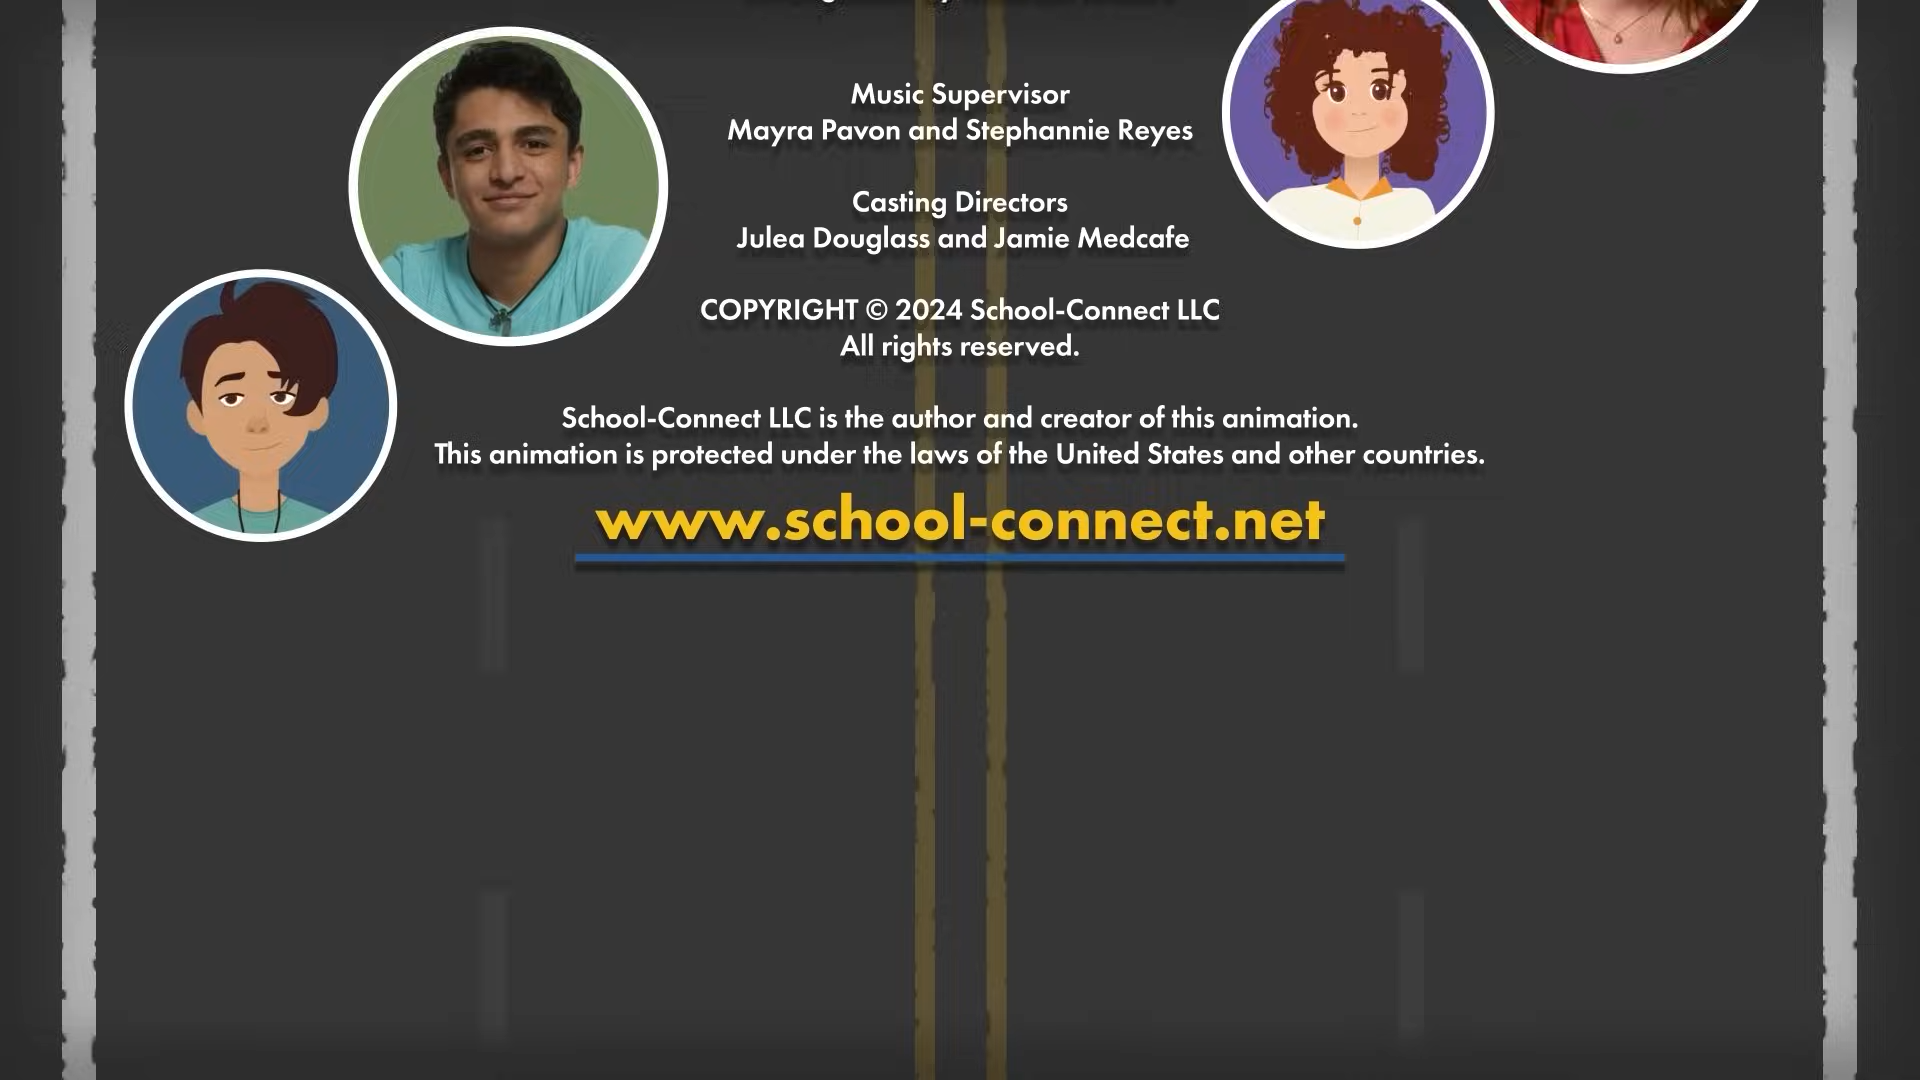 Music Supervisor
Mayra Pavon and Stephannie Reyes
Casting Directors
Julea Douglass and Jamie Medcafe
COPYRIGHT © 2024 School-Connect LLC
All rights reserved.
School-Connect LLC is the author and creator of this animation.
This animation is protected under the laws of the United States and other countries.
www.school-connect.net